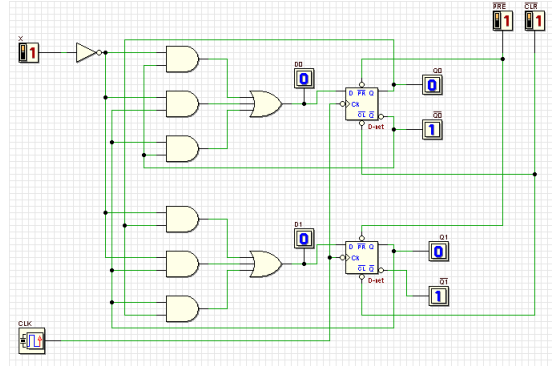 PRE CLR
1 1
X
1
D0 Q0
0 0
D PR Q
CK
CL Q
D-set
Q0
1
D1 Q1
0 0
D PR Q
CK
CL Q
D-set
Q1
1
CLK